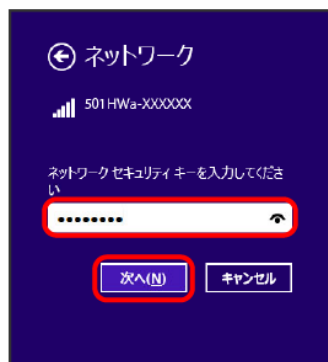 ネットワーク
501HWa-XXXXXX
ネットワーク セキュリティ キーを入力してくださ
い
••••••••
次へ(N)
キャンセル